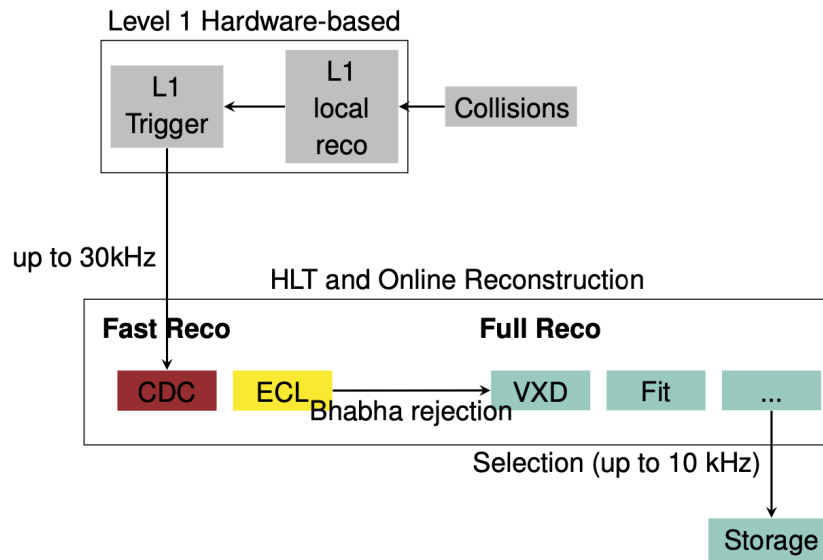 Level 1 Hardware-based
L1
Trigger
L1
local
reco
Collisions
up to 30kHz
HLT and Online Reconstruction
Fast Reco
Full Reco
CDC
ECL
Bhabha rejection
VXD
Fit
...
Selection (up to 10 kHz)
Storage